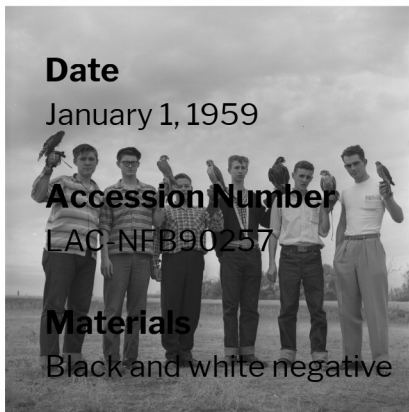 Date
January 1, 1959
Accession Number
LAC-NFB90257
Materials
Black and white negative